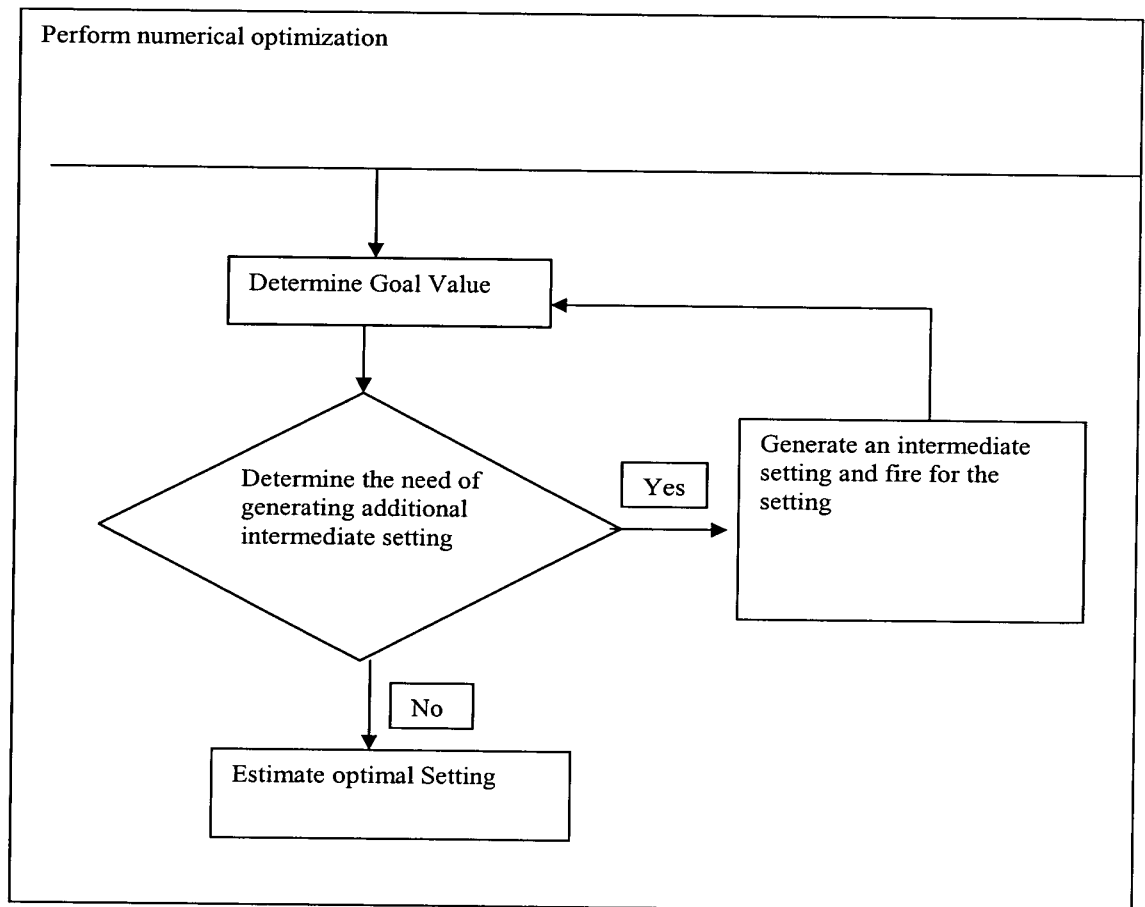 Perform numerical optimization
Determine Goal Value
Determine the need of
generating additional
intermediate setting
Yes
Generate an intermediate
setting and fire for the
setting
No
Estimate optimal Setting